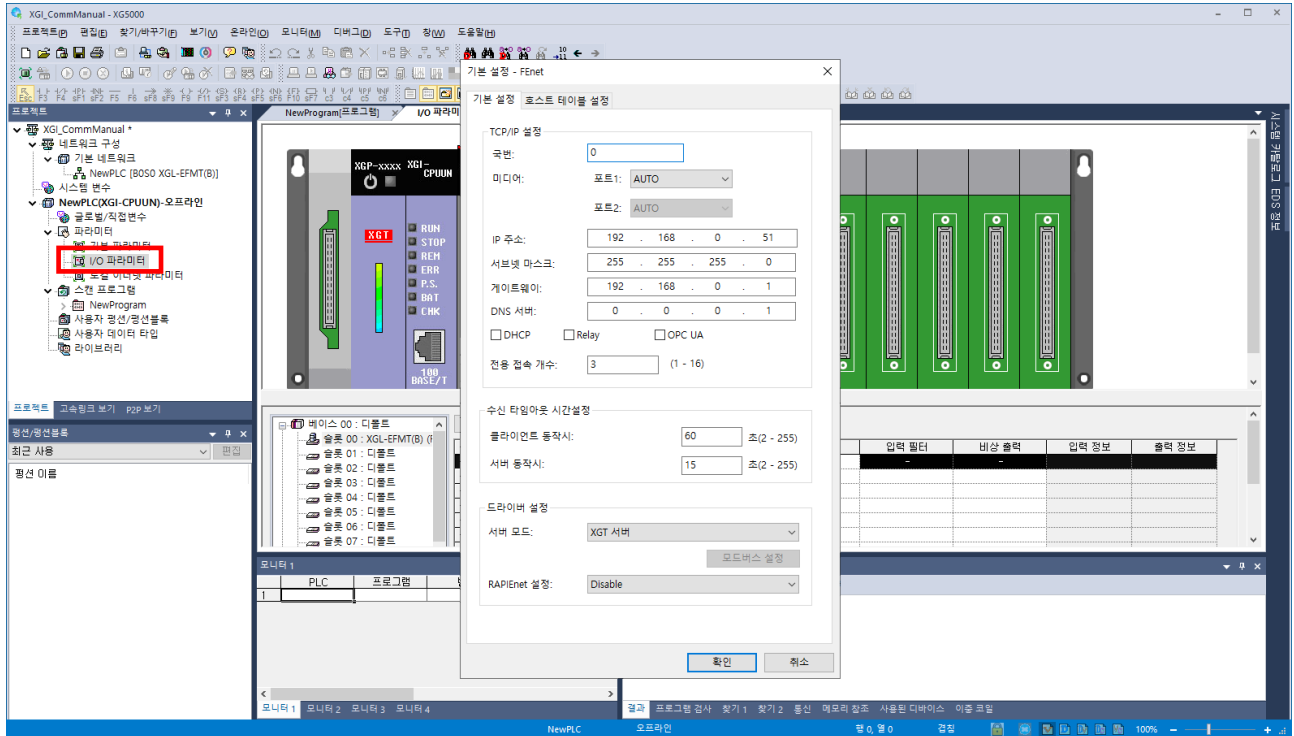 XGI_CommManual - XG5000
프로젝트(P) 편집(E) 찾기/바꾸기(F) 보기(V) 온라인(O) 모니터(M) 디버그(D) 도구(T) 창(W) 도움말(H)
프로젝트
XGI_CommManual *
네트워크 구성
기본 네트워크
NewPLC [B0S0 XGL-EFMT(B)]
시스템 변수
NewPLC(XGI-CPUUN)-오프라인
글로벌/직접변수
파라미터
기본 파라미터
I/O 파라미터
로컬 이더넷 파라미터
스캔 프로그램
NewProgram
사용자 평션/평션블록
사용자 데이터 타입
라이브러리
프로젝트 고속링크 보기 P2P 보기
평션/평션블록
최근 사용 편집
평션 이름
NewProgram[프로그램] I/O 파라미
XGP-xxxx XGI-CPUUN
XGT
RUN
STOP
REM
ERR
P.S.
BAT
CHK
100
BASE/T
베이스 00 : 디폴트
슬롯 00 : XGL-EFMT(B) (F
슬롯 01 : 디폴트
슬롯 02 : 디폴트
슬롯 03 : 디폴트
슬롯 04 : 디폴트
슬롯 05 : 디폴트
슬롯 06 : 디폴트
슬롯 07 : 디폴트
입력 필터 비상 출력 입력 정보 출력 정보
- -
기본 설정 - FEnet
기본 설정 호스트 테이블 설정
TCP/IP 설정
국번: 0
미디어: 포트1: AUTO
포트2: AUTO
IP 주소: 192 . 168 . 0 . 51
서브넷 마스크: 255 . 255 . 255 . 0
게이트웨이: 192 . 168 . 0 . 1
DNS 서버: 0 . 0 . 0 . 1
DHCP Relay OPC UA
전용 접속 개수: 3 (1 - 16)
수신 타임아웃 시간설정
클라이언트 동작시: 60 초(2 - 255)
서버 동작시: 15 초(2 - 255)
드라이버 설정
서버 모드: XGT 서버
모드버스 설정
RAPIEnet 설정: Disable
확인 취소
모니터 1
PLC 프로그램
1
모니터 1 모니터 2 모니터 3 모니터 4
결과 프로그램 검사 찾기 1 찾기 2 통신 메모리 참조 사용된 디바이스 이중 코일
시스템 카탈로그 EDS 정보
NewPLC 오프라인 행 0, 열 0 겹침 100%